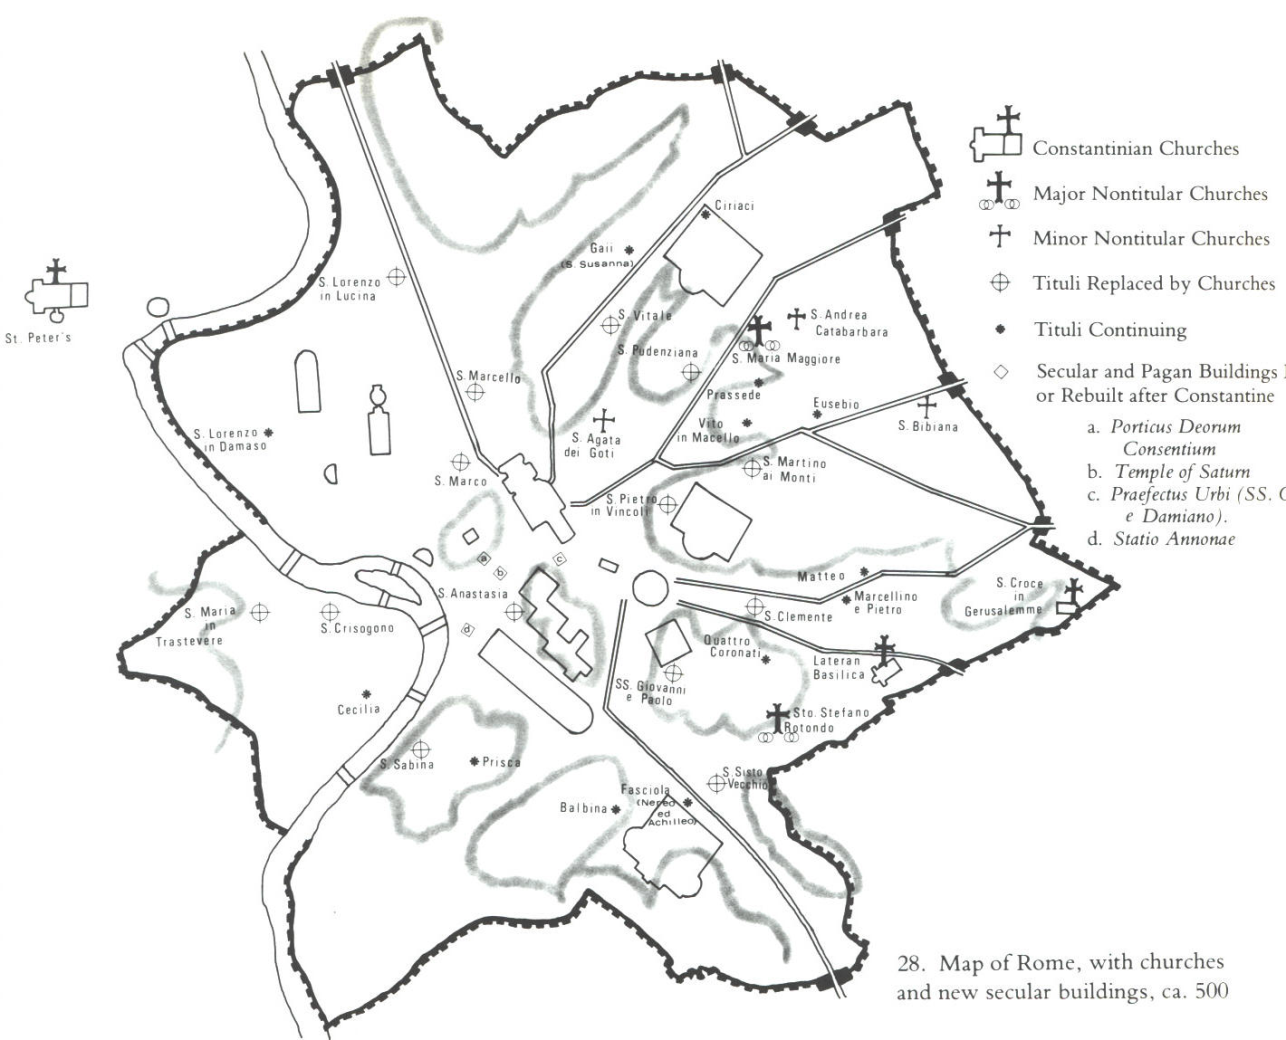 Constantinian Churches
Major Nontitular Churches
Minor Nontitular Churches
Tituli Replaced by Churches
Tituli Continuing
Secular and Pagan Buildings
or Rebuilt after Constantine
a. Porticus Deorum
Consentium
b. Temple of Saturn
c. Praefectus Urbi (SS.
e Damiano).
d. Statio Annonae
Ciriaci
Gaii
(S. Susanna)
S. Lorenzo
in Lucina
St. Peter's
S. Vitale
S. Andrea
Catabarbara
S. Pudenziana
S. Maria Maggiore
S. Marcello
Prassede
Eusebio
S. Bibiana
S. Lorenzo
in Damaso
S. Agata
dei Goti
Vito
in Macello
S. Marco
S. Martino
ai Monti
S. Pietro
in Vincoli
a
b
c
d
S. Anastasia
Matteo
Marcellino
e Pietro
S. Croce
in
Gerusalemme
S. Maria
in
Trastevere
S. Crisogono
S. Clemente
Quattro
Coronati
Lateran
Basilica
SS. Giovanni
e Paolo
Cecilia
Sto. Stefano
Rotondo
S. Sabina
Prisca
S. Sisto
Vecchio
Fasciola
(Nereo
ed
Achilleo)
Balbina
28. Map of Rome, with churches
and new secular buildings, ca. 500